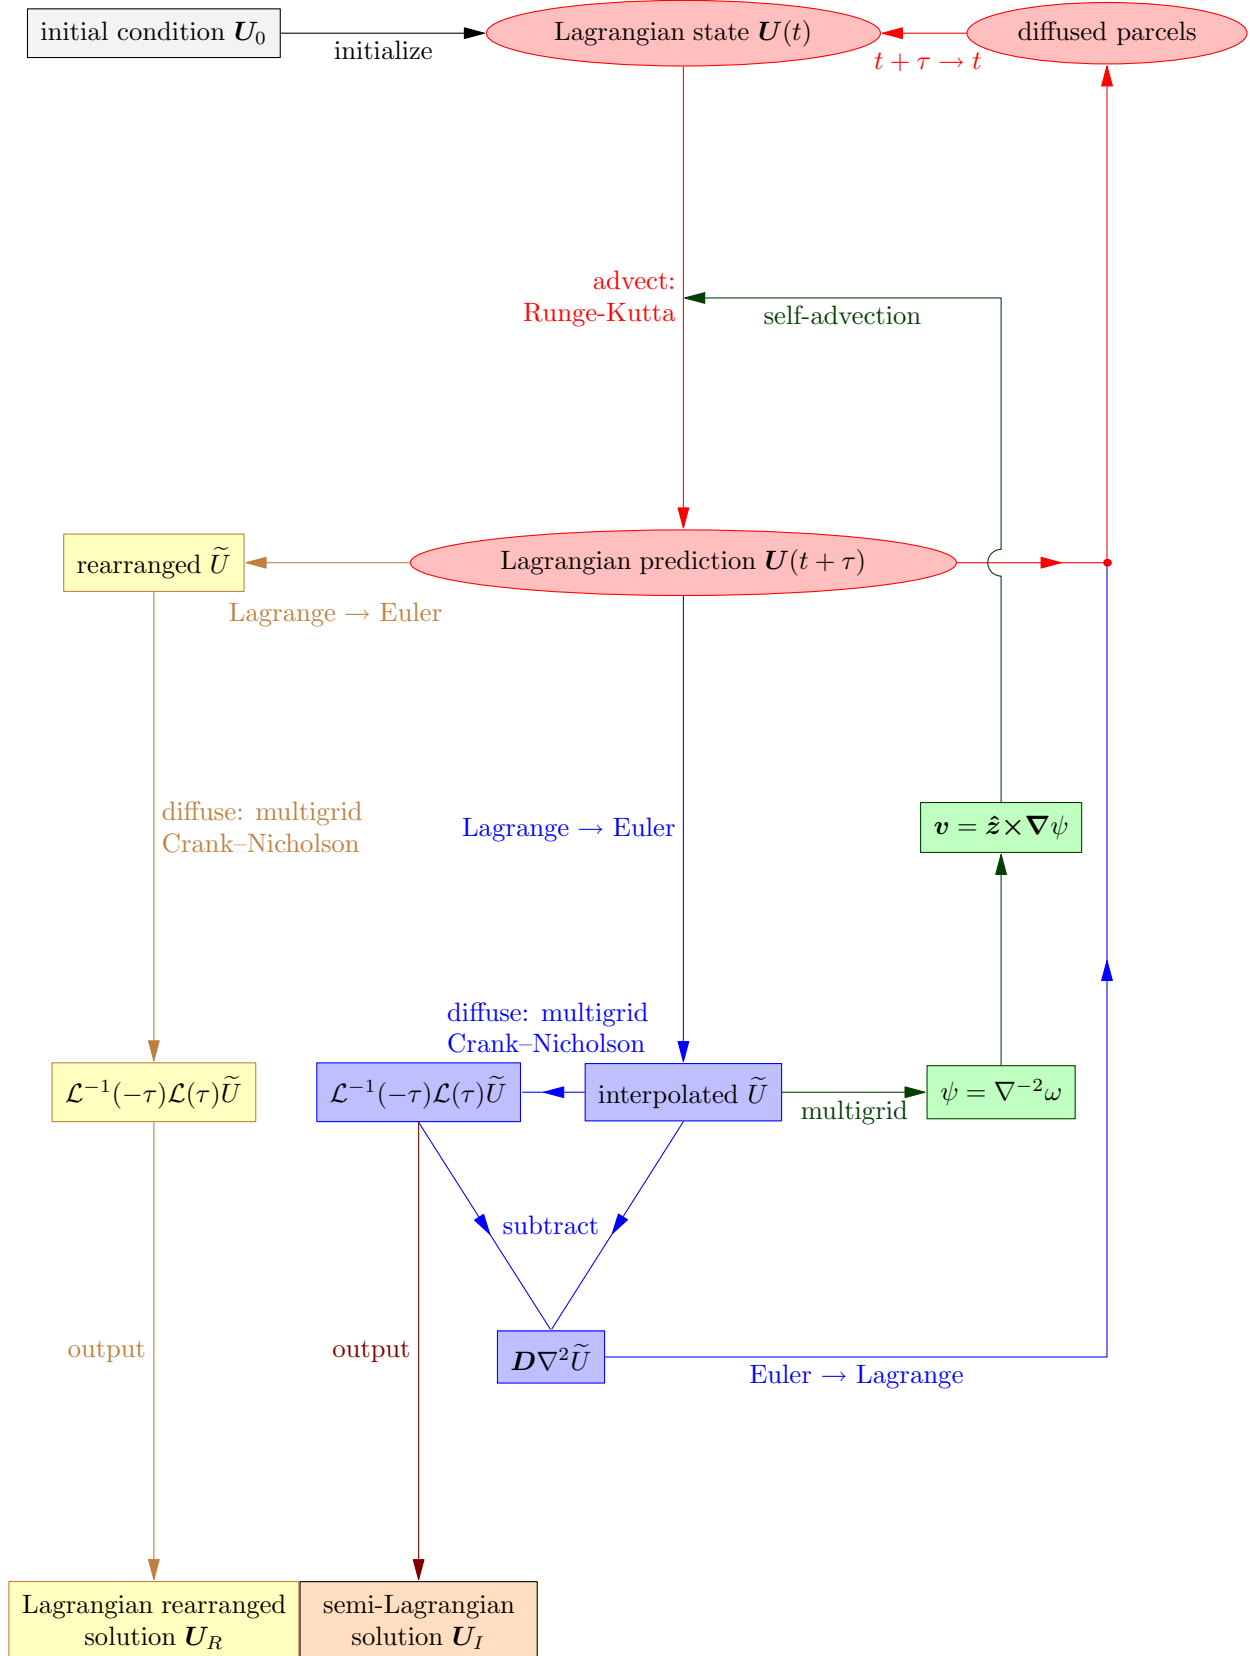 initial condition U₀
initialize
Lagrangian state U(t)
t + τ → t
diffused parcels
advect:
Runge-Kutta
self-advection
rearranged Ũ
Lagrange → Euler
Lagrangian prediction U(t + τ)
diffuse: multigrid
Crank–Nicholson
Lagrange → Euler
v = ẑ×∇ψ
diffuse: multigrid
Crank–Nicholson
ℒ⁻¹(−τ)ℒ(τ)Ũ
ℒ⁻¹(−τ)ℒ(τ)Ũ
interpolated Ũ
multigrid
ψ = ∇⁻²ω
subtract
output
output
D∇²Ũ
Euler → Lagrange
Lagrangian rearranged
solution U_R
semi-Lagrangian
solution U_I